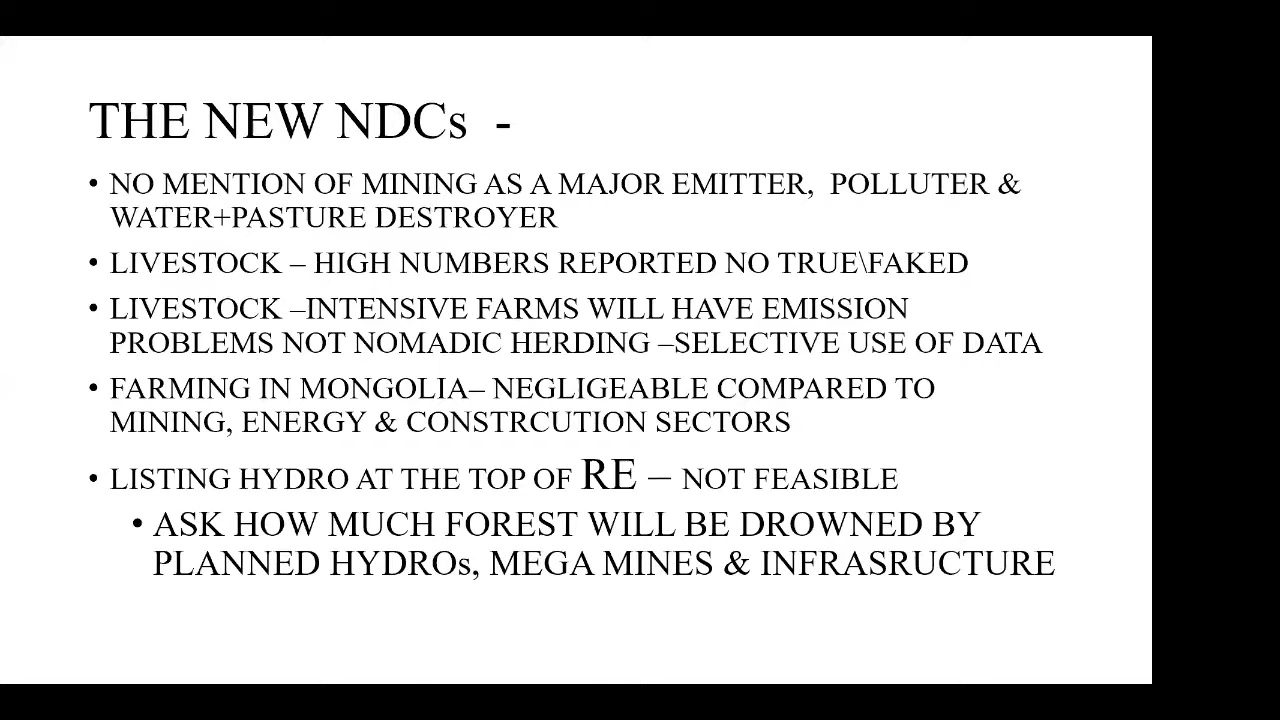 THE NEW NDCs -
• NO MENTION OF MINING AS A MAJOR EMITTER, POLLUTER &
WATER+PASTURE DESTROYER
• LIVESTOCK – HIGH NUMBERS REPORTED NO TRUE\FAKED
• LIVESTOCK –INTENSIVE FARMS WILL HAVE EMISSION
PROBLEMS NOT NOMADIC HERDING –SELECTIVE USE OF DATA
• FARMING IN MONGOLIA– NEGLIGEABLE COMPARED TO
MINING, ENERGY & CONSTRCUTION SECTORS
• LISTING HYDRO AT THE TOP OF RE – NOT FEASIBLE
• ASK HOW MUCH FOREST WILL BE DROWNED BY
PLANNED HYDROs, MEGA MINES & INFRASRUCTURE